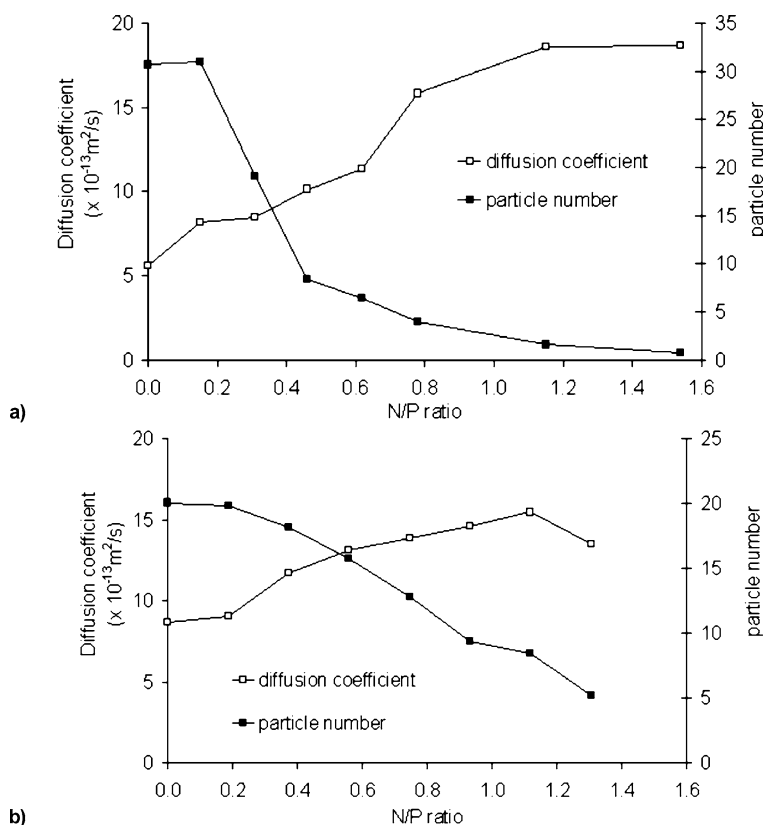 20
15
10
5
0
Diffusion coefficient
(x 10⁻¹³m²/s)
35
30
25
20
15
10
5
0
particle number
diffusion coefficient
particle number
0.0 0.2 0.4 0.6 0.8 1.0 1.2 1.4 1.6
N/P ratio
a)
20
15
10
5
0
Diffusion coefficient
(x 10⁻¹³m²/s)
25
20
15
10
5
0
particle number
diffusion coefficient
particle number
0.0 0.2 0.4 0.6 0.8 1.0 1.2 1.4 1.6
N/P ratio
b)